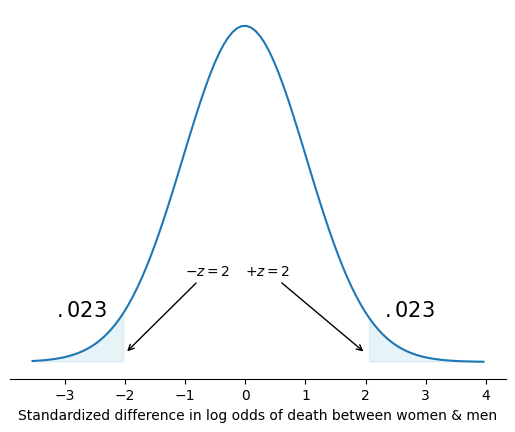 −z = 2 +z = 2
.023 .023
−3 −2 −1 0 1 2 3 4
Standardized difference in log odds of death between women & men